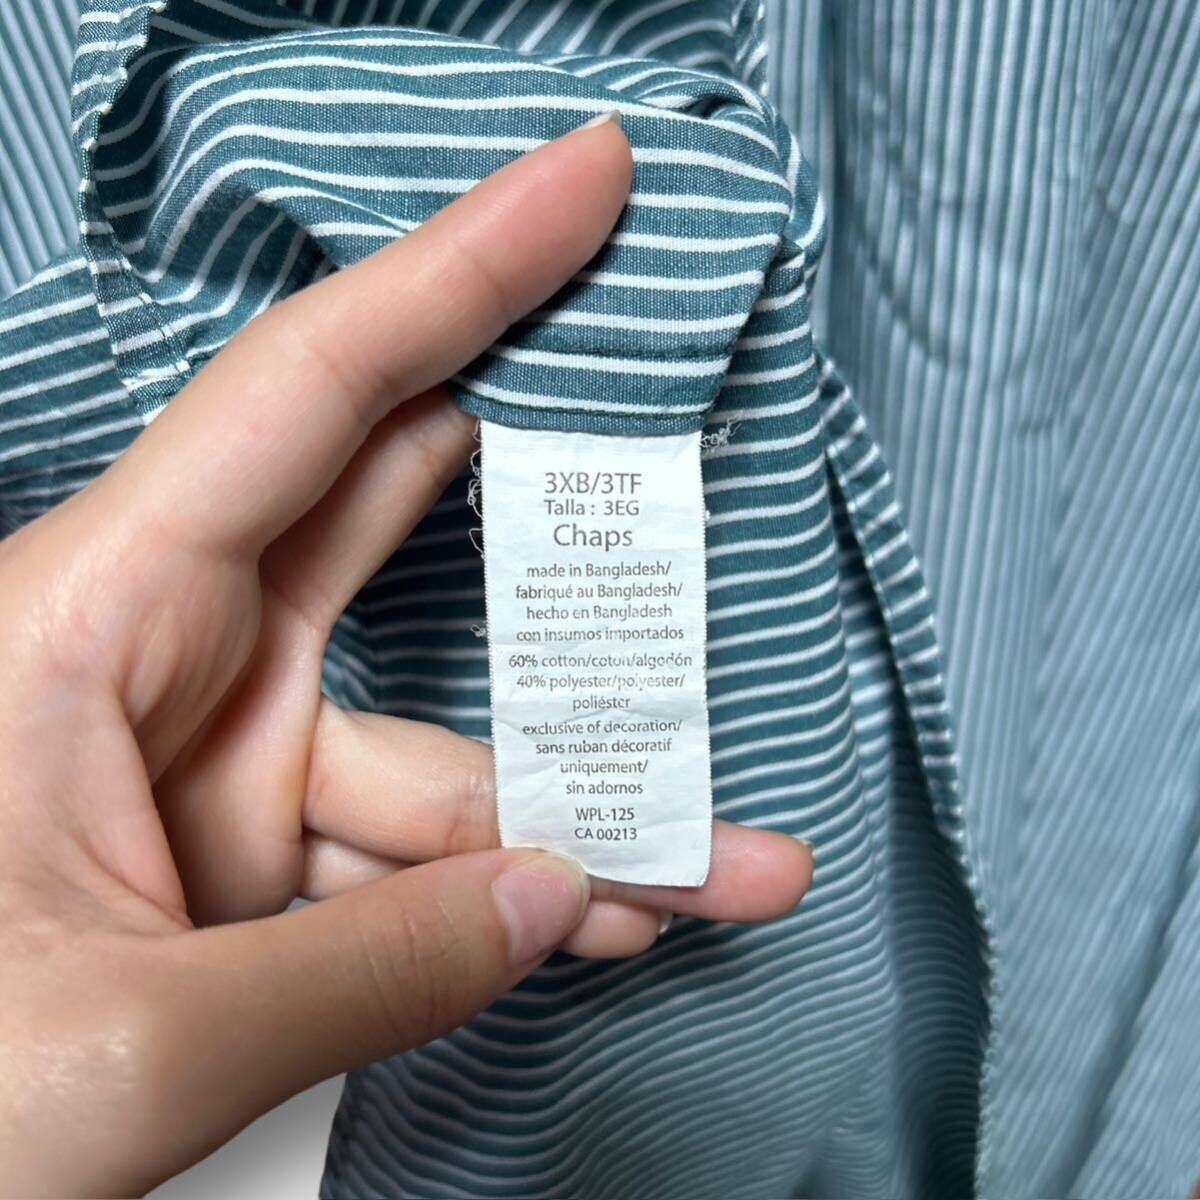 3XB/3TF
Talla : 3EG
Chaps
made in Bangladesh/
fabriqué au Bangladesh/
hecho en Bangladesh
con insumos importados
60% cotton/coton/algodón
40% polyester/polyester/
poliéster
exclusive of decoration/
sans ruban décoratif
uniquement/
sin adornos
WPL-125
CA 00213